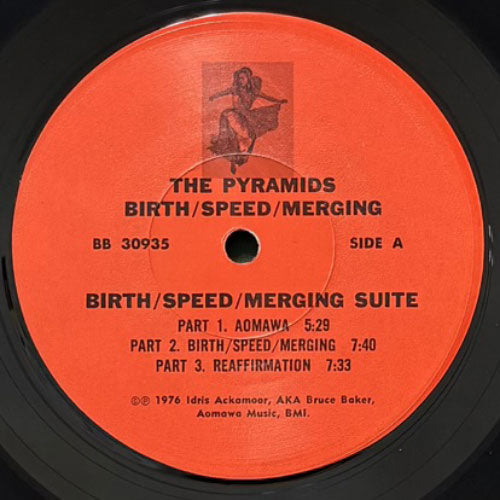 THE PYRAMIDS
BIRTH/SPEED/MERGING
BB 30935 SIDE A
BIRTH/SPEED/MERGING SUITE
PART 1. AOMAWA 5:29
PART 2. BIRTH/SPEED/MERGING 7:40
PART 3. REAFFIRMATION 7:33
©℗ 1976 Idris Ackamoor, AKA Bruce Baker,
Aomawa Music, BMI.